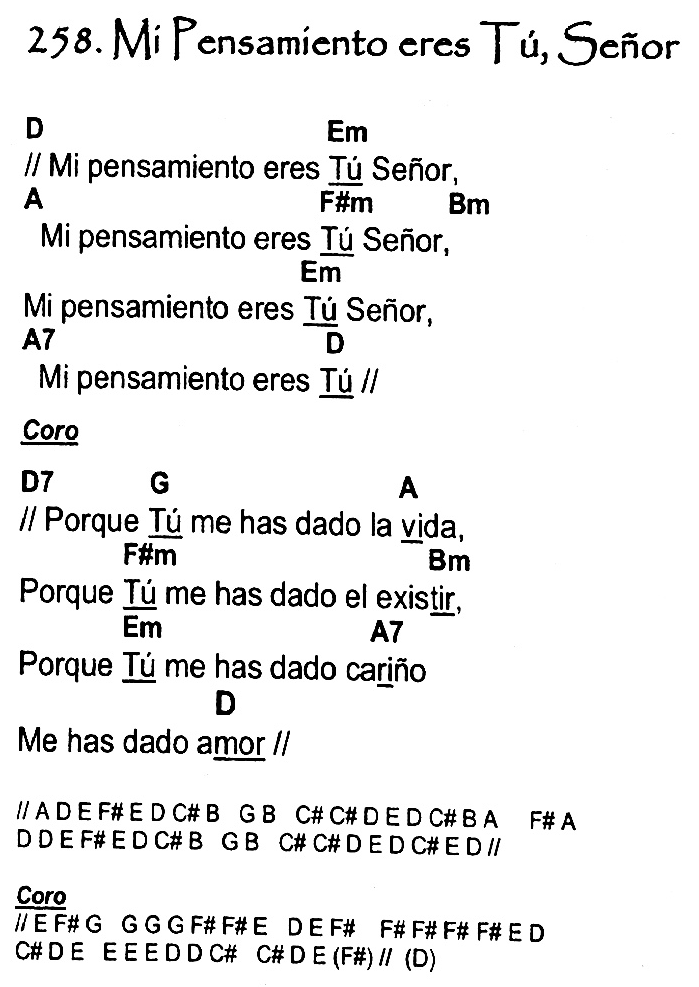 258. Mi Pensamiento eres Tú, Señor
D Em
// Mi pensamiento eres Tú Señor,
A F#m Bm
Mi pensamiento eres Tú Señor,
Em
Mi pensamiento eres Tú Señor,
A7 D
Mi pensamiento eres Tú //
Coro
D7 G A
// Porque Tú me has dado la vida,
F#m Bm
Porque Tú me has dado el existir,
Em A7
Porque Tú me has dado cariño
D
Me has dado amor //
// A D E F# E D C# B G B C# C# D E D C# B A F# A
D D E F# E D C# B G B C# C# D E D C# E D //
Coro
// E F# G G G G F# F# E D E F# F# F# F# F# E D
C# D E E E E D D C# C# D E (F#) // (D)